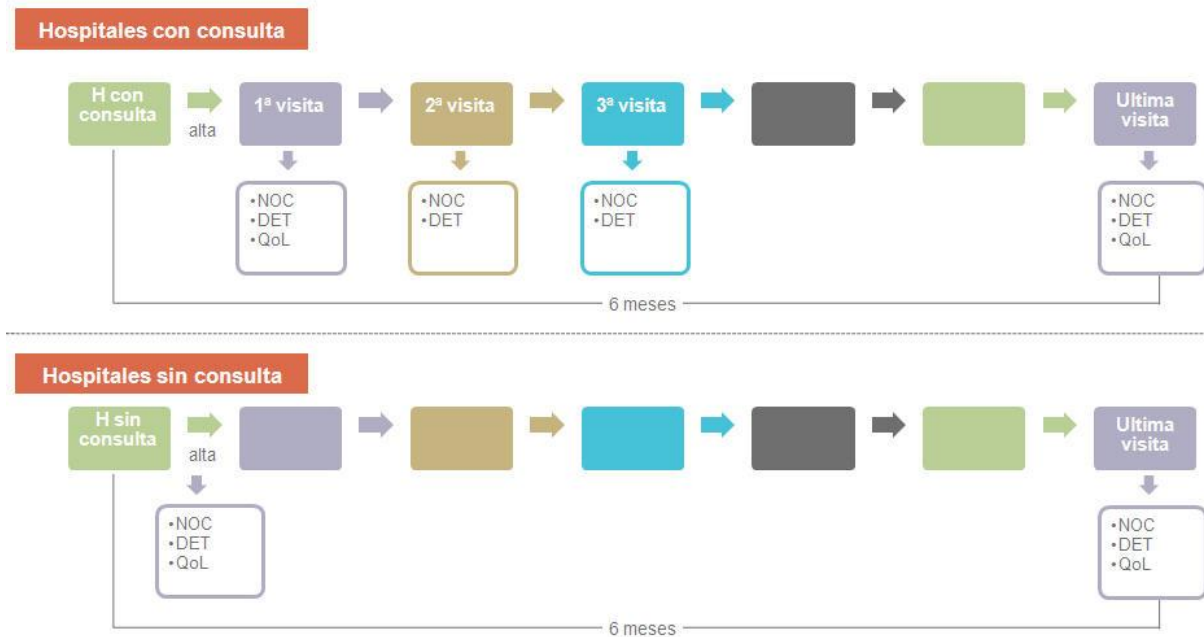 Hospitales con consulta
H con
consulta
alta
1ª visita
2ª visita
3ª visita
Ultima
visita
•NOC
•DET
•QoL
•NOC
•DET
•NOC
•DET
•NOC
•DET
•QoL
6 meses
Hospitales sin consulta
H sin
consulta
alta
Ultima
visita
•NOC
•DET
•QoL
•NOC
•DET
•QoL
6 meses